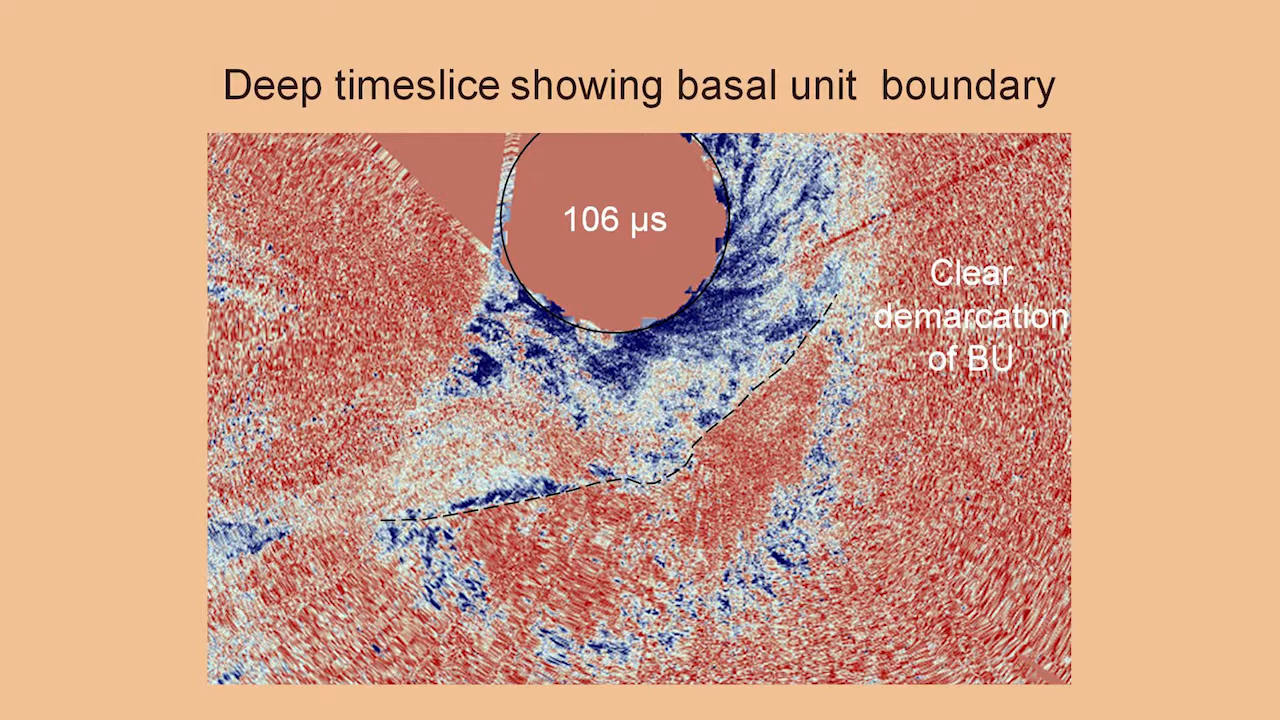 Deep timeslice showing basal unit  boundary
106 µs
Clear
demarcation
of BU